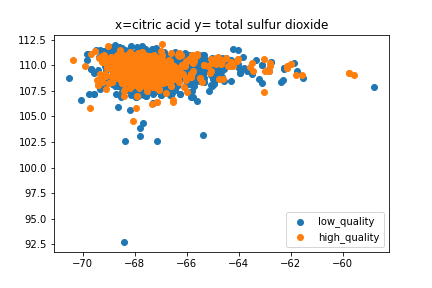 x=citric acid y= total sulfur dioxide
112.5
110.0
107.5
105.0
102.5
100.0
97.5
95.0
92.5
low_quality
high_quality
−70 −68 −66 −64 −62 −60